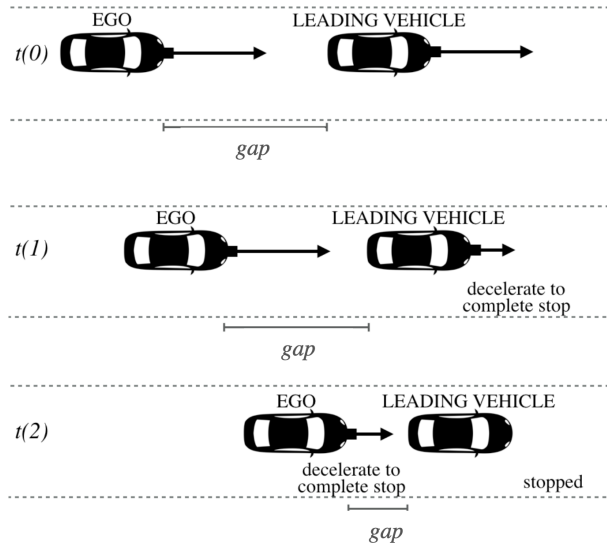 EGO LEADING VEHICLE
t(0)
gap
EGO LEADING VEHICLE
t(1)
decelerate to
complete stop
gap
EGO LEADING VEHICLE
t(2)
decelerate to
complete stop stopped
gap